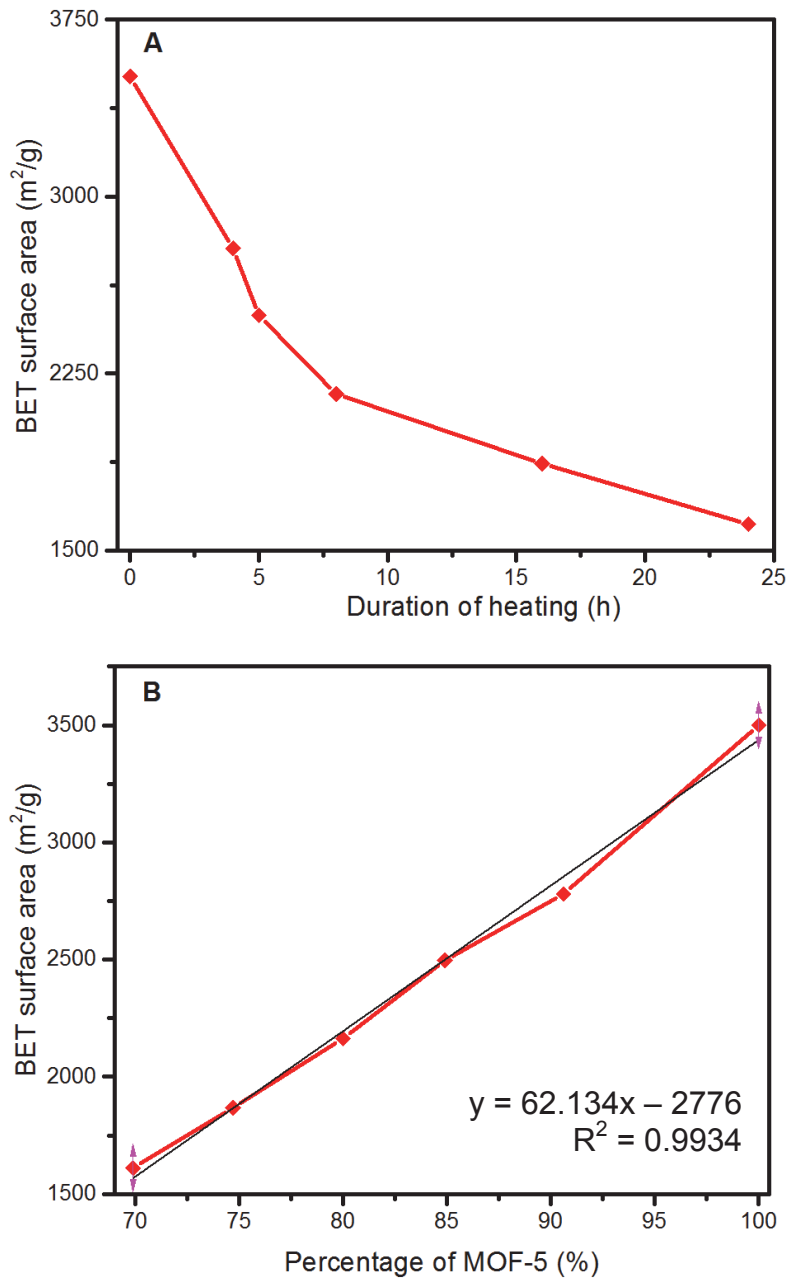 A
3750
3000
2250
1500
BET surface area (m²/g)
0 5 10 15 20 25
Duration of heating (h)
B
3500
3000
2500
2000
1500
BET surface area (m²/g)
y = 62.134x – 2776
R² = 0.9934
70 75 80 85 90 95 100
Percentage of MOF-5 (%)